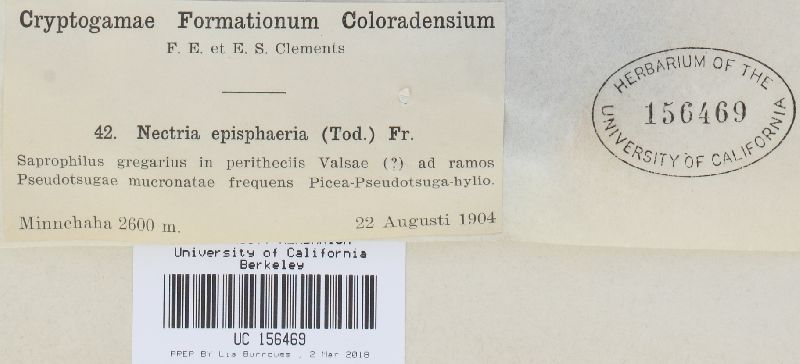 Cryptogamae Formationum Coloradensium
F. E. et E. S. Clements
42. Nectria episphaeria (Tod.) Fr.
Saprophilus gregarius in peritheciis Valsae (?) ad ramos
Pseudotsugae mucronatae frequens Picea-Pseudotsuga-hylio.
Minnehaha 2600 m. 22 Augusti 1904
HERBARIUM OF THE
156469
UNIVERSITY OF CALIFORNIA
University of California
Berkeley
UC 156469
PREP BY Lia Burrows , 2 Mar 2018